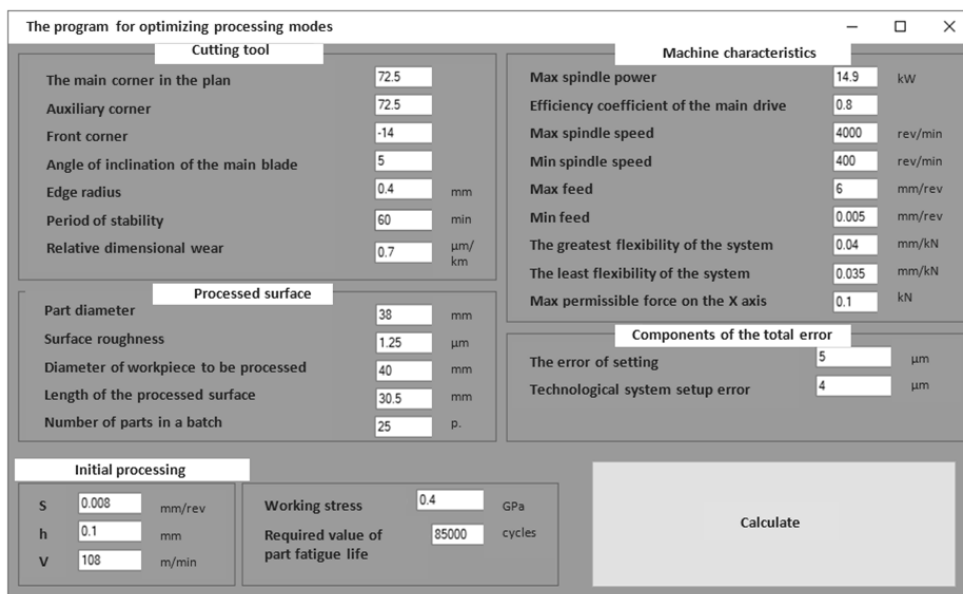 The program for optimizing processing modes
Cutting tool
The main corner in the plan 72.5
Auxiliary corner 72.5
Front corner -14
Angle of inclination of the main blade 5
Edge radius 0.4 mm
Period of stability 60 min
Relative dimensional wear 0.7 µm/
km
Processed surface
Part diameter 38 mm
Surface roughness 1.25 µm
Diameter of workpiece to be processed 40 mm
Length of the processed surface 30.5 mm
Number of parts in a batch 25 p.
Machine characteristics
Max spindle power 14.9 kW
Efficiency coefficient of the main drive 0.8
Max spindle speed 4000 rev/min
Min spindle speed 400 rev/min
Max feed 6 mm/rev
Min feed 0.005 mm/rev
The greatest flexibility of the system 0.04 mm/kN
The least flexibility of the system 0.035 mm/kN
Max permissible force on the X axis 0.1 kN
Components of the total error
The error of setting 5 µm
Technological system setup error 4 µm
Initial processing
S 0.008 mm/rev
h 0.1 mm
V 108 m/min
Working stress 0.4 GPa
Required value of 85000 cycles
part fatigue life
Calculate